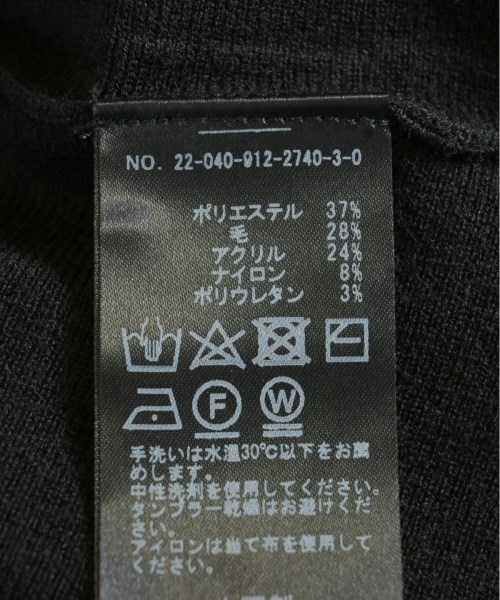 NO. 22-040-912-2740-3-0
ポリエステル 37%
毛 28%
アクリル 24%
ナイロン 8%
ポリウレタン 3%
F W
手洗いは水温30℃以下をお薦
めします。
中性洗剤を使用してください。
タンブラー乾燥はお避けくだ
さい。
アイロンは当て布を使用して
ください。